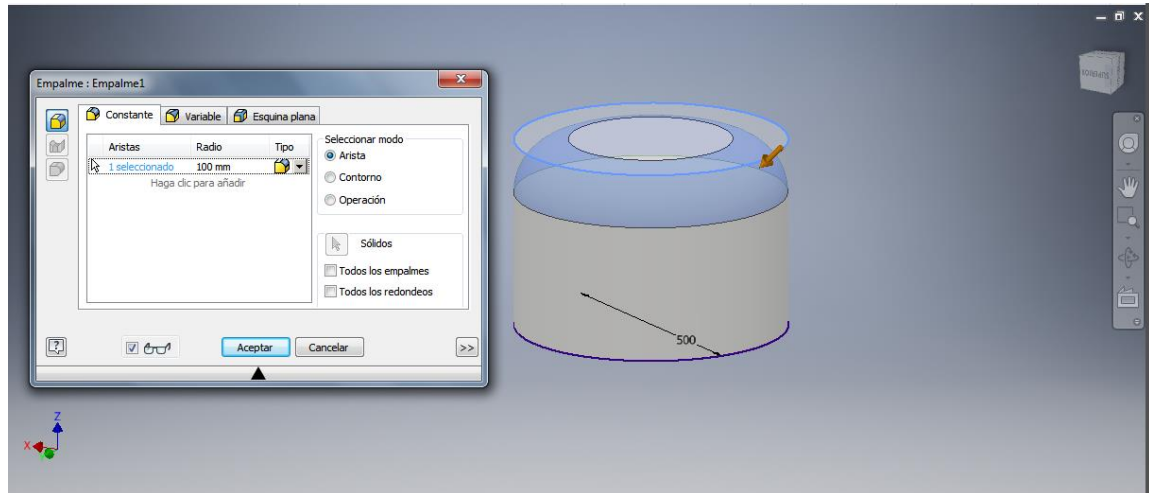 Empalme : Empalme1
Constante Variable Esquina plana
Aristas Radio Tipo
1 seleccionado 100 mm
Haga clic para añadir
Seleccionar modo
Arista
Contorno
Operación
Sólidos
Todos los empalmes
Todos los redondeos
Aceptar Cancelar >>
500
SUPERIOR
Z
X